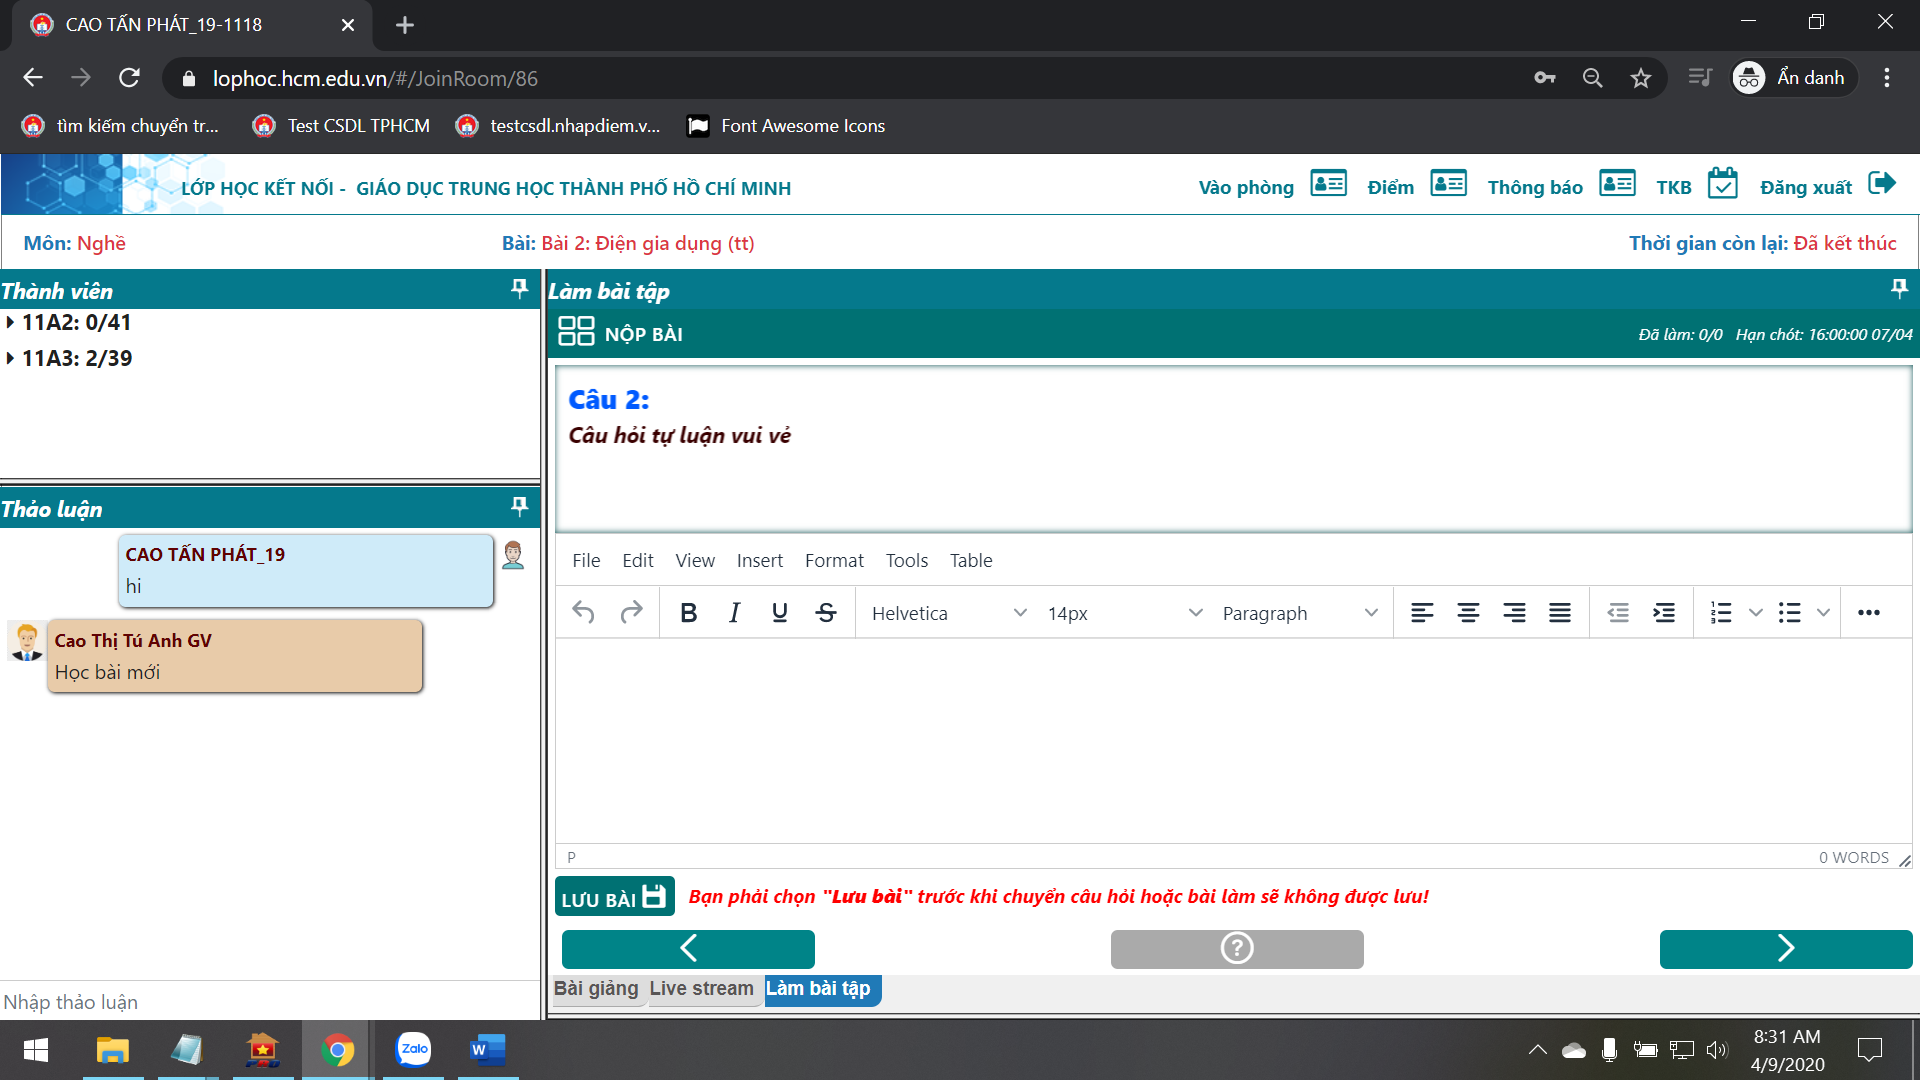 CAO TẤN PHÁT_19-1118
lophoc.hcm.edu.vn/#/JoinRoom/86
Ẩn danh
tìm kiếm chuyển tr...
Test CSDL TPHCM
testcsdl.nhapdiem.v...
Font Awesome Icons
LỚP HỌC KẾT NỐI - GIÁO DỤC TRUNG HỌC THÀNH PHỐ HỒ CHÍ MINH
Vào phòng
Điểm
Thông báo
TKB
Đăng xuất
Môn: Nghề
Bài: Bài 2: Điện gia dụng (tt)
Thời gian còn lại: Đã kết thúc
Thành viên
11A2: 0/41
11A3: 2/39
Thảo luận
CAO TẤN PHÁT_19
hi
Cao Thị Tú Anh GV
Học bài mới
Nhập thảo luận
Làm bài tập
NỘP BÀI
Đã làm: 0/0 Hạn chót: 16:00:00 07/04
Câu 2:
Câu hỏi tự luận vui vẻ
File Edit View Insert Format Tools Table
B I U S Helvetica 14px Paragraph
P
0 WORDS
LƯU BÀI
Bạn phải chọn "Lưu bài" trước khi chuyển câu hỏi hoặc bài làm sẽ không được lưu!
?
Bài giảng Live stream Làm bài tập
Zalo
W
8:31 AM
4/9/2020